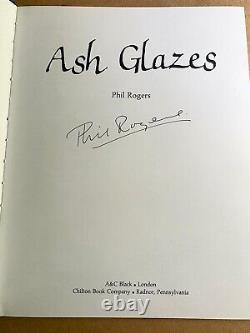 Ash Glazes
Phil Rogers
Phil Rogers
A&C Black • London
Chilton Book Company • Radnor, Pennsylvania